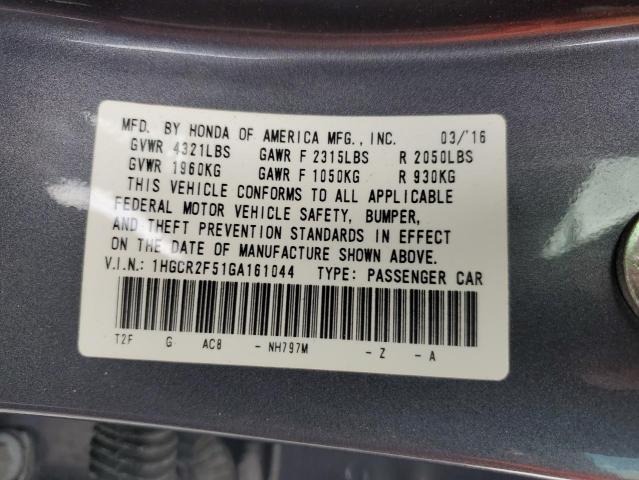 MFD. BY HONDA OF AMERICA MFG., INC. 03/'16
GVWR 4321LBS GAWR F 2315LBS R 2050LBS
GVWR 1960KG GAWR F 1050KG R 930KG
THIS VEHICLE CONFORMS TO ALL APPLICABLE
FEDERAL MOTOR VEHICLE SAFETY, BUMPER,
AND THEFT PREVENTION STANDARDS IN EFFECT
ON THE DATE OF MANUFACTURE SHOWN ABOVE.
V.I.N.: 1HGCR2F51GA161044 TYPE: PASSENGER CAR
T2F G AC8 - NH797M - Z - A